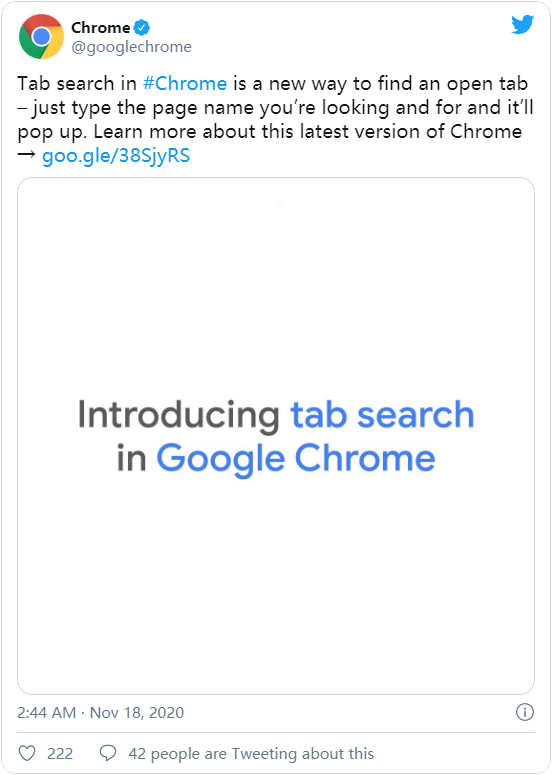 Chrome
@googlechrome
Tab search in #Chrome is a new way to find an open tab
– just type the page name you’re looking and for and it’ll
pop up. Learn more about this latest version of Chrome
→ goo.gle/38SjyRS
Introducing tab search
in Google Chrome
2:44 AM · Nov 18, 2020
222 42 people are Tweeting about this